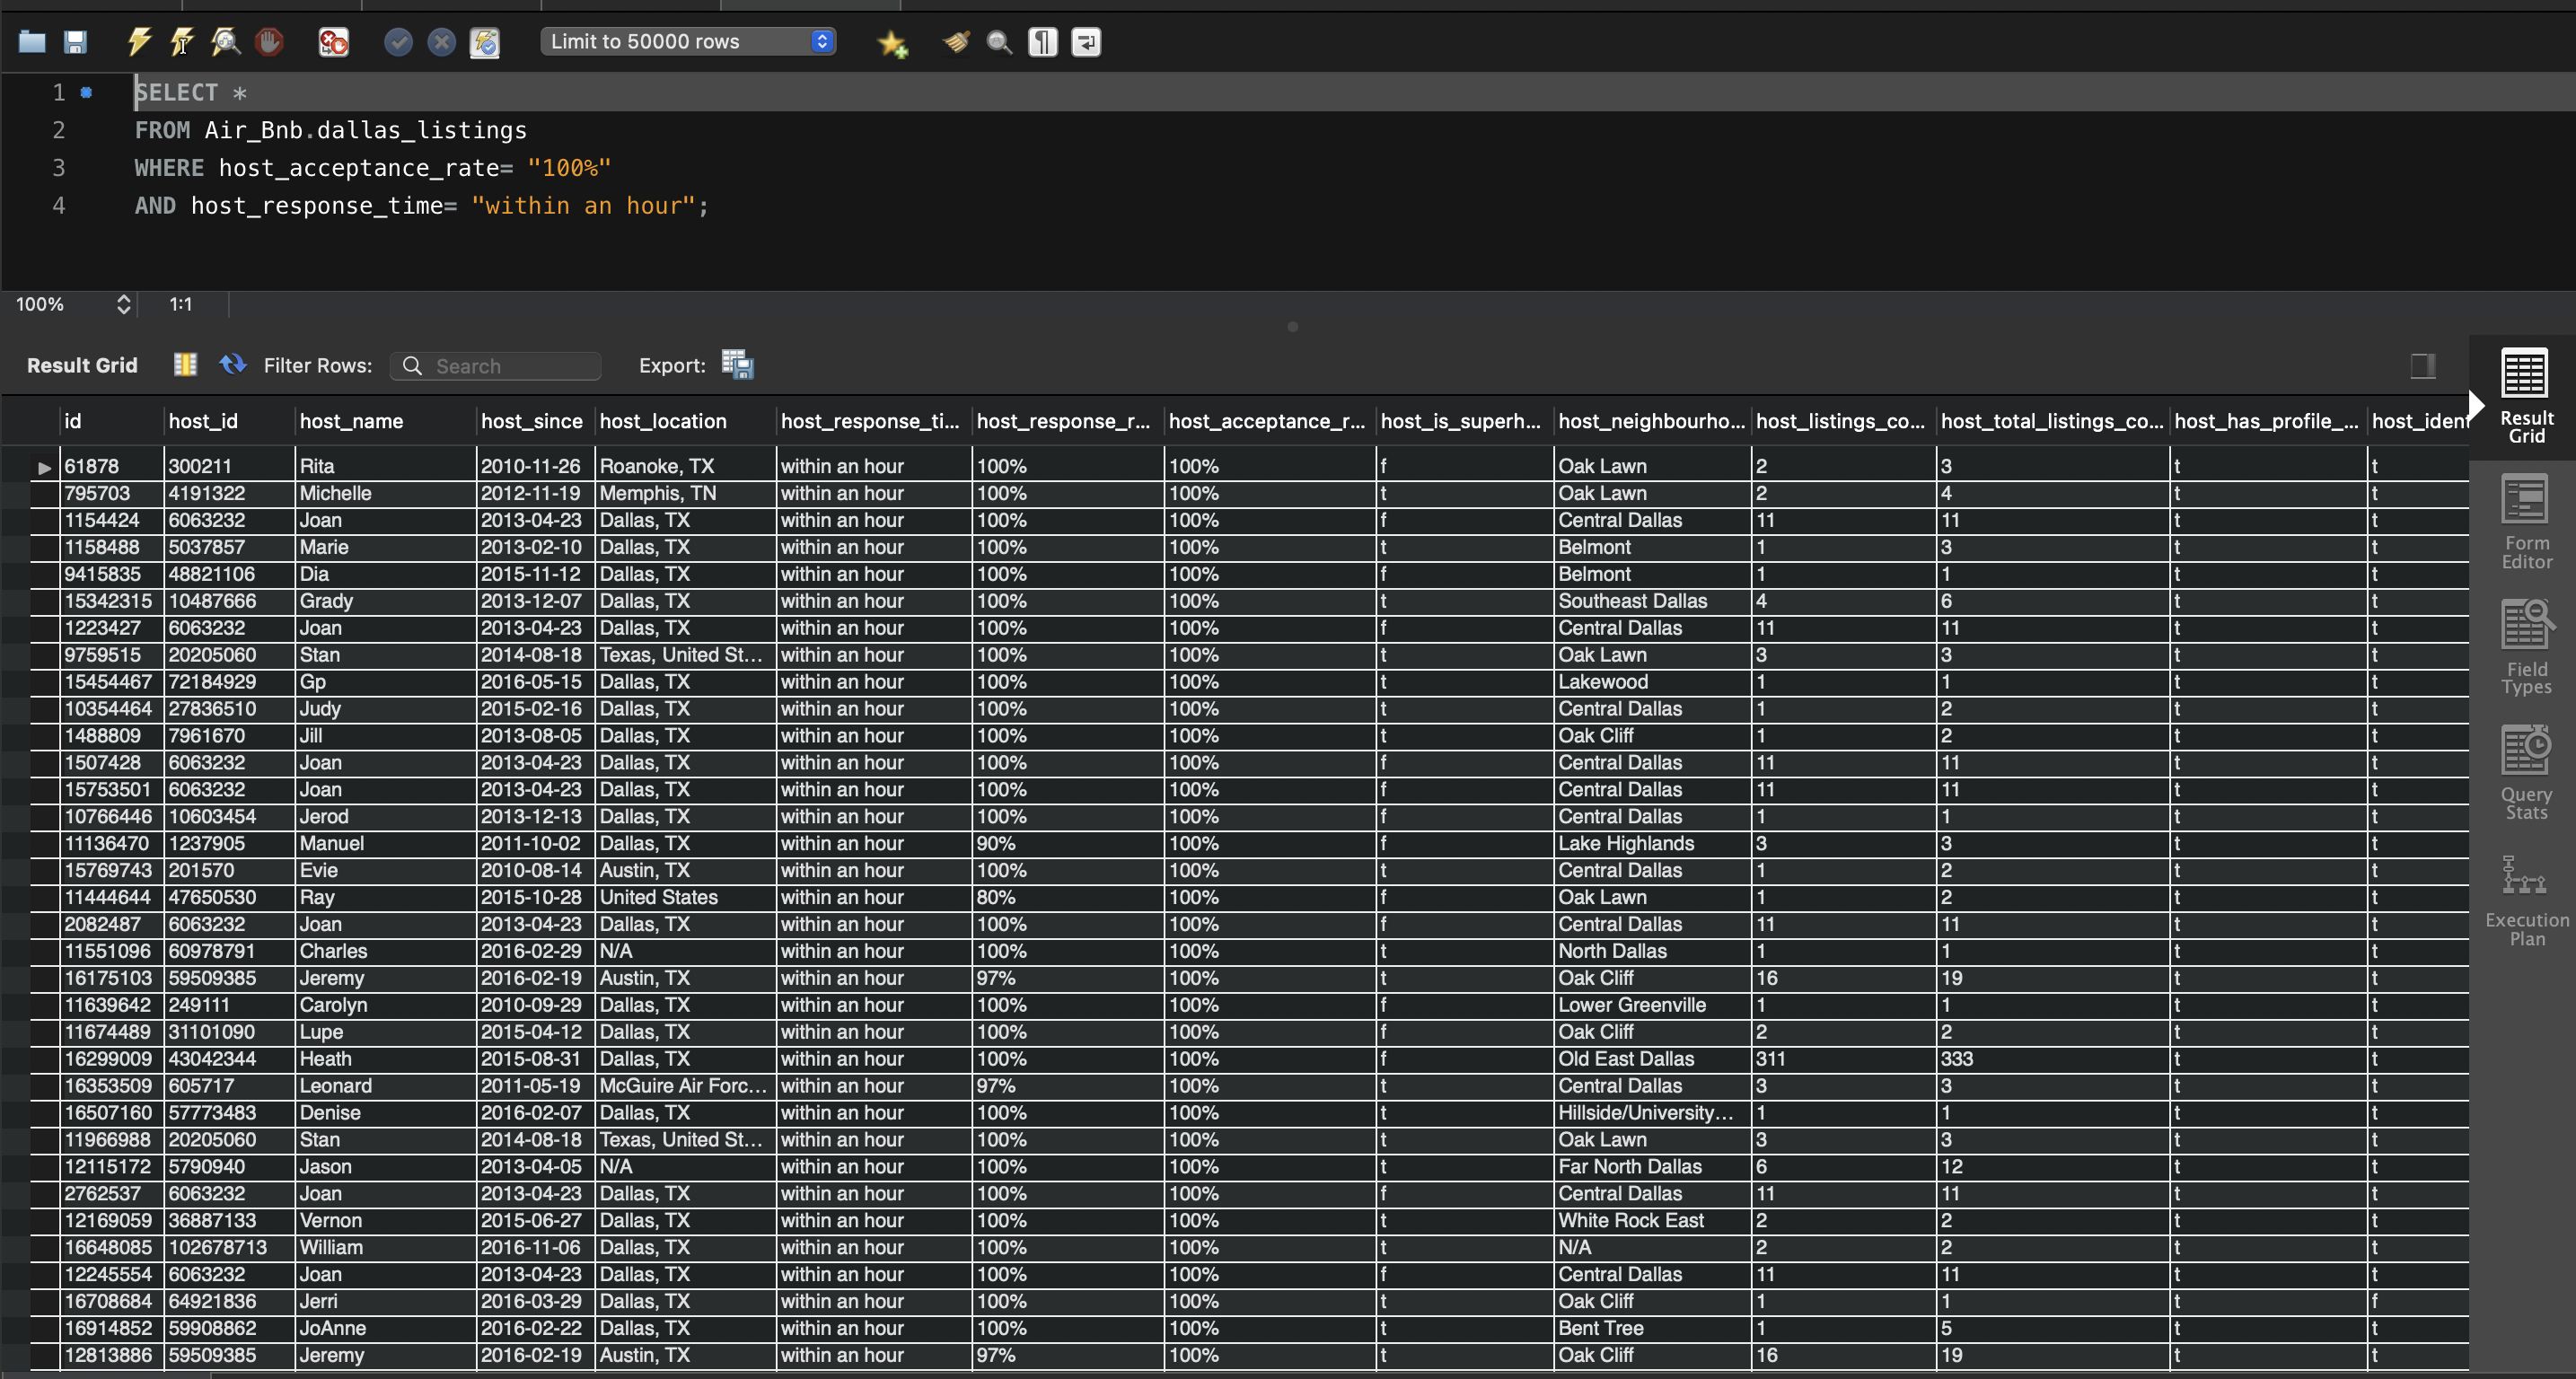 Limit to 50000 rows
1 SELECT *
2 FROM Air_Bnb.dallas_listings
3 WHERE host_acceptance_rate= "100%"
4 AND host_response_time= "within an hour";
100% 1:1
Result Grid Filter Rows: Search Export:
id host_id host_name host_since host_location host_response_ti... host_response_r... host_acceptance_r... host_is_superh... host_neighbourho... host_listings_co... host_total_listings_co... host_has_profile_... host_ident
61878 300211 Rita 2010-11-26 Roanoke, TX within an hour 100% 100% f Oak Lawn 2 3 t t
795703 4191322 Michelle 2012-11-19 Memphis, TN within an hour 100% 100% t Oak Lawn 2 4 t t
1154424 6063232 Joan 2013-04-23 Dallas, TX within an hour 100% 100% f Central Dallas 11 11 t t
1158488 5037857 Marie 2013-02-10 Dallas, TX within an hour 100% 100% t Belmont 1 3 t t
9415835 48821106 Dia 2015-11-12 Dallas, TX within an hour 100% 100% f Belmont 1 1 t t
15342315 10487666 Grady 2013-12-07 Dallas, TX within an hour 100% 100% t Southeast Dallas 4 6 t t
1223427 6063232 Joan 2013-04-23 Dallas, TX within an hour 100% 100% f Central Dallas 11 11 t t
9759515 20205060 Stan 2014-08-18 Texas, United St... within an hour 100% 100% t Oak Lawn 3 3 t t
15454467 72184929 Gp 2016-05-15 Dallas, TX within an hour 100% 100% t Lakewood 1 1 t t
10354464 27836510 Judy 2015-02-16 Dallas, TX within an hour 100% 100% t Central Dallas 1 2 t t
1488809 7961670 Jill 2013-08-05 Dallas, TX within an hour 100% 100% t Oak Cliff 1 2 t t
1507428 6063232 Joan 2013-04-23 Dallas, TX within an hour 100% 100% f Central Dallas 11 11 t t
15753501 6063232 Joan 2013-04-23 Dallas, TX within an hour 100% 100% f Central Dallas 11 11 t t
10766446 10603454 Jerod 2013-12-13 Dallas, TX within an hour 100% 100% f Central Dallas 1 1 t t
11136470 1237905 Manuel 2011-10-02 Dallas, TX within an hour 90% 100% f Lake Highlands 3 3 t t
15769743 201570 Evie 2010-08-14 Austin, TX within an hour 100% 100% t Central Dallas 1 2 t t
11444644 47650530 Ray 2015-10-28 United States within an hour 80% 100% f Oak Lawn 1 2 t t
2082487 6063232 Joan 2013-04-23 Dallas, TX within an hour 100% 100% f Central Dallas 11 11 t t
11551096 60978791 Charles 2016-02-29 N/A within an hour 100% 100% t North Dallas 1 1 t t
16175103 59509385 Jeremy 2016-02-19 Austin, TX within an hour 97% 100% t Oak Cliff 16 19 t t
11639642 249111 Carolyn 2010-09-29 Dallas, TX within an hour 100% 100% f Lower Greenville 1 1 t t
11674489 31101090 Lupe 2015-04-12 Dallas, TX within an hour 100% 100% f Oak Cliff 2 2 t t
16299009 43042344 Heath 2015-08-31 Dallas, TX within an hour 100% 100% f Old East Dallas 311 333 t t
16353509 605717 Leonard 2011-05-19 McGuire Air Forc... within an hour 97% 100% t Central Dallas 3 3 t t
16507160 57773483 Denise 2016-02-07 Dallas, TX within an hour 100% 100% t Hillside/University... 1 1 t t
11966988 20205060 Stan 2014-08-18 Texas, United St... within an hour 100% 100% t Oak Lawn 3 3 t t
12115172 5790940 Jason 2013-04-05 N/A within an hour 100% 100% t Far North Dallas 6 12 t t
2762537 6063232 Joan 2013-04-23 Dallas, TX within an hour 100% 100% f Central Dallas 11 11 t t
12169059 36887133 Vernon 2015-06-27 Dallas, TX within an hour 100% 100% t White Rock East 2 2 t t
16648085 102678713 William 2016-11-06 Dallas, TX within an hour 100% 100% t N/A 2 2 t t
12245554 6063232 Joan 2013-04-23 Dallas, TX within an hour 100% 100% f Central Dallas 11 11 t t
16708684 64921836 Jerri 2016-03-29 Dallas, TX within an hour 100% 100% t Oak Cliff 1 1 t f
16914852 59908862 JoAnne 2016-02-22 Dallas, TX within an hour 100% 100% t Bent Tree 1 5 t t
12813886 59509385 Jeremy 2016-02-19 Austin, TX within an hour 97% 100% t Oak Cliff 16 19 t t
Result
Grid
Form
Editor
Field
Types
Query
Stats
Execution
Plan